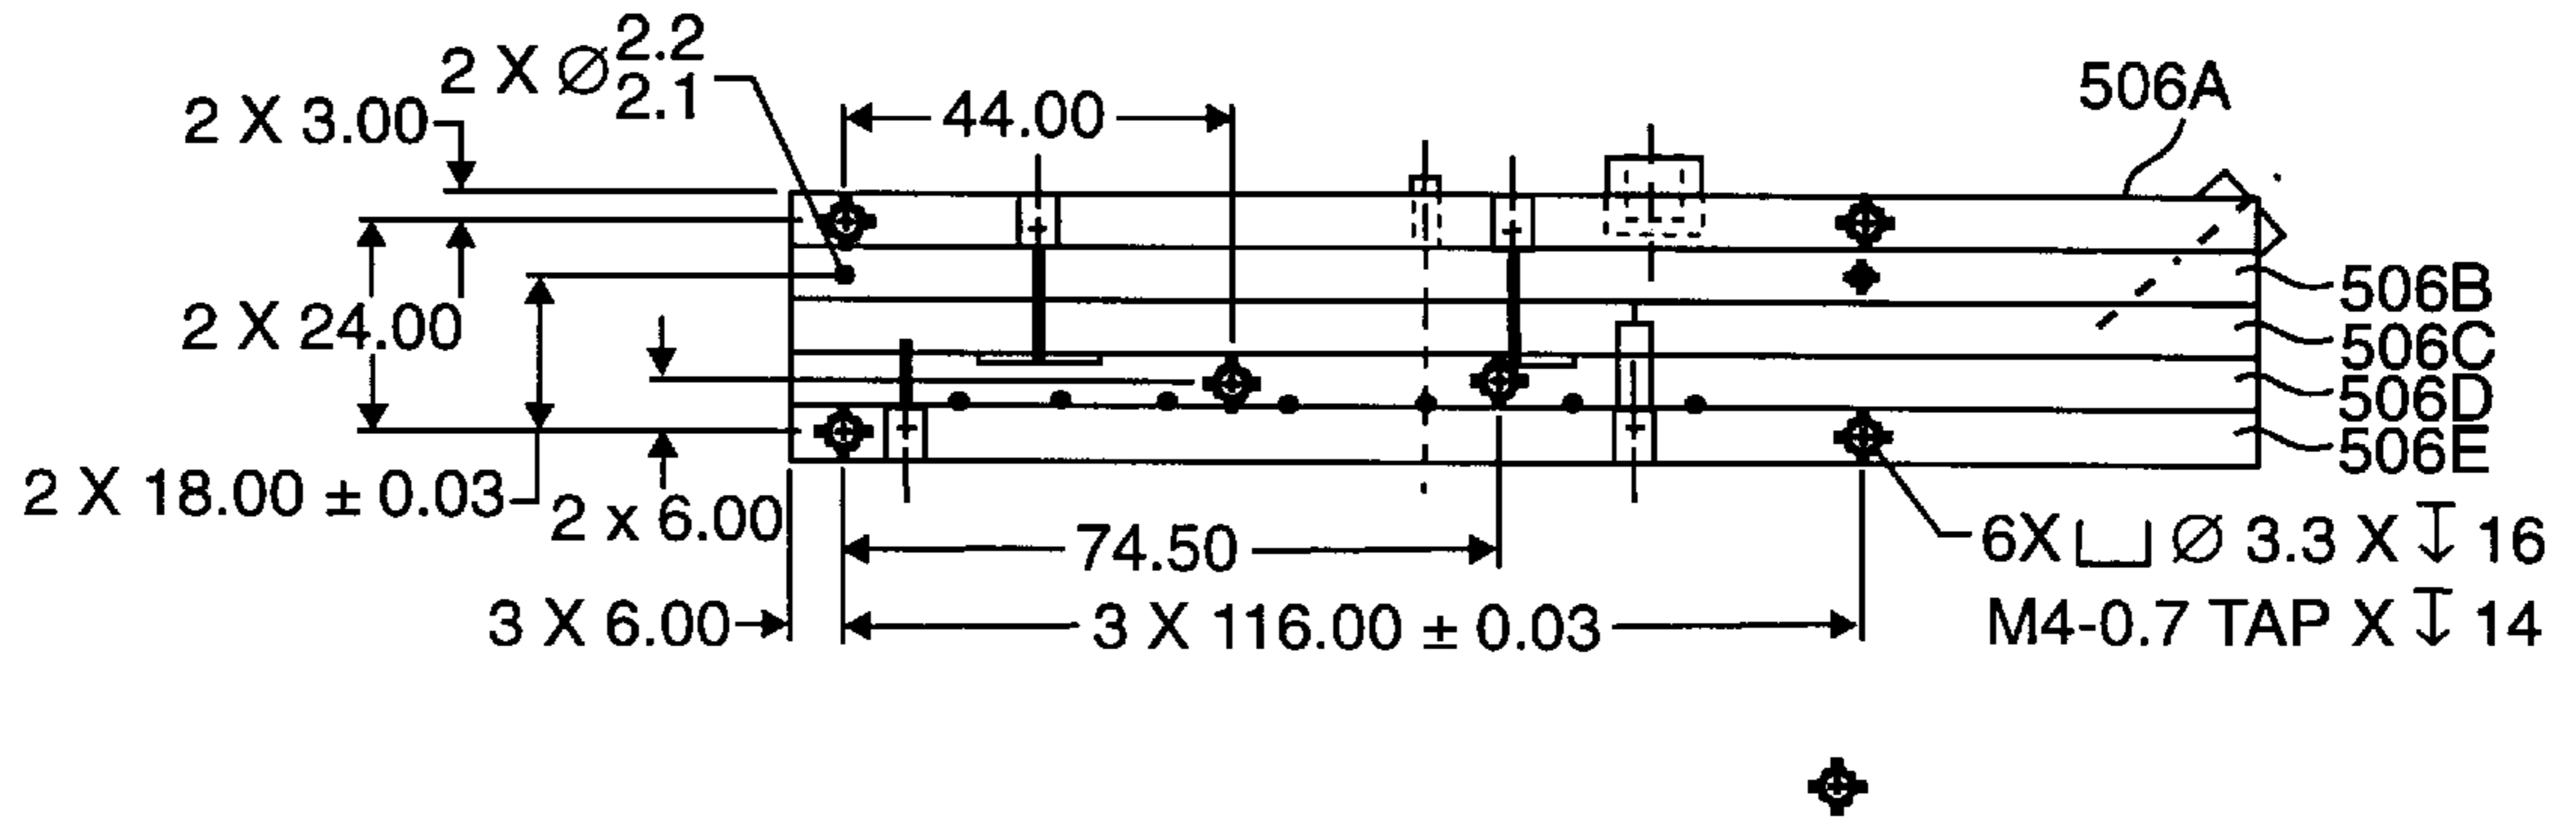 2 X Ø 2.2
2.1
2 X 3.00
44.00
506A
2 X 24.00
506B
506C
506D
506E
2 X 18.00 ± 0.03
2 x 6.00
74.50
6X ⌴ Ø 3.3 X ↧ 16
3 X 6.00
3 X 116.00 ± 0.03
M4-0.7 TAP X ↧ 14